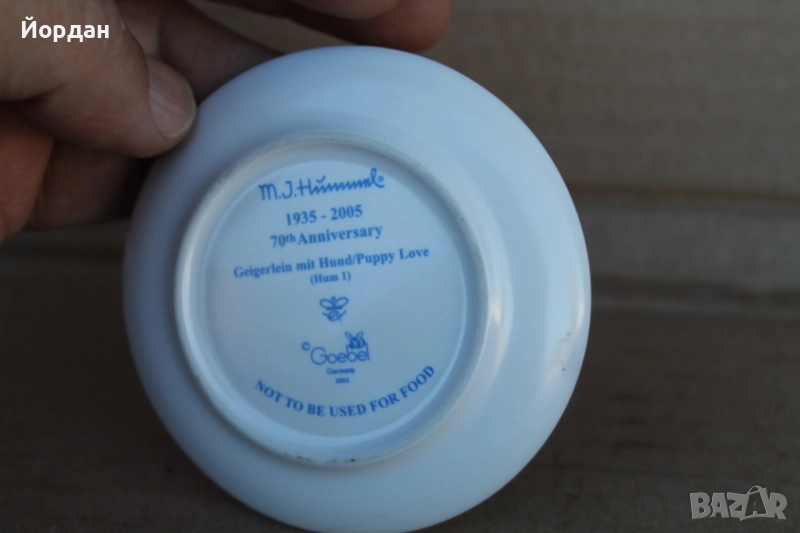 Йордан
M.J.Hummel®
1935 - 2005
70th Anniversary
Geigerlein mit Hund/Puppy Love
(Hum 1)
© Goebel
Germany
NOT TO BE USED FOR FOOD
BAZAR